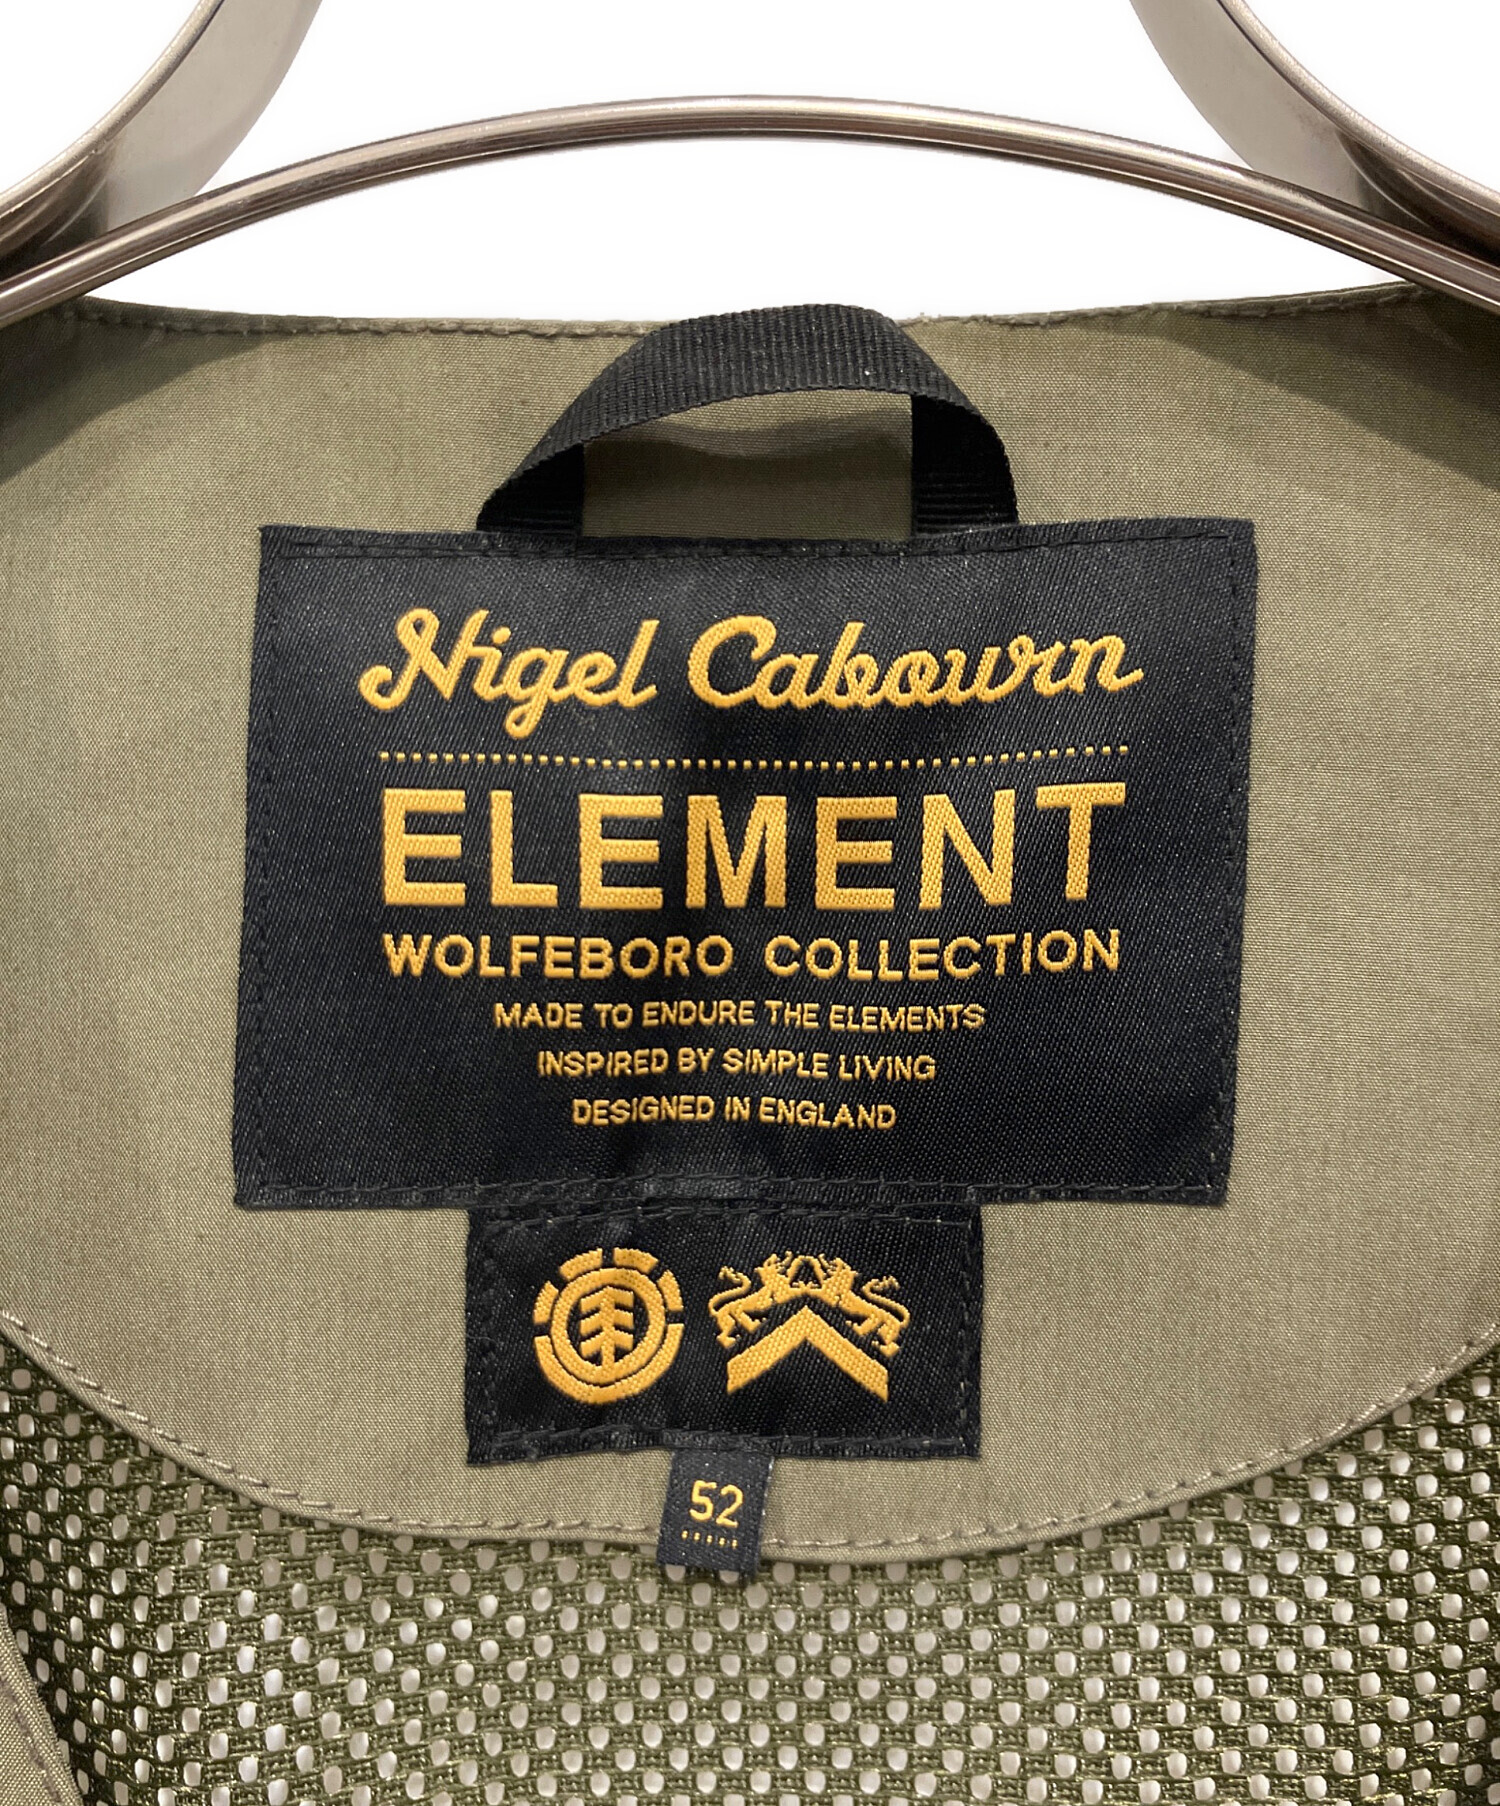 Nigel Cabourn
ELEMENT
WOLFEBORO COLLECTION
MADE TO ENDURE THE ELEMENTS
INSPIRED BY SIMPLE LIVING
DESIGNED IN ENGLAND
52